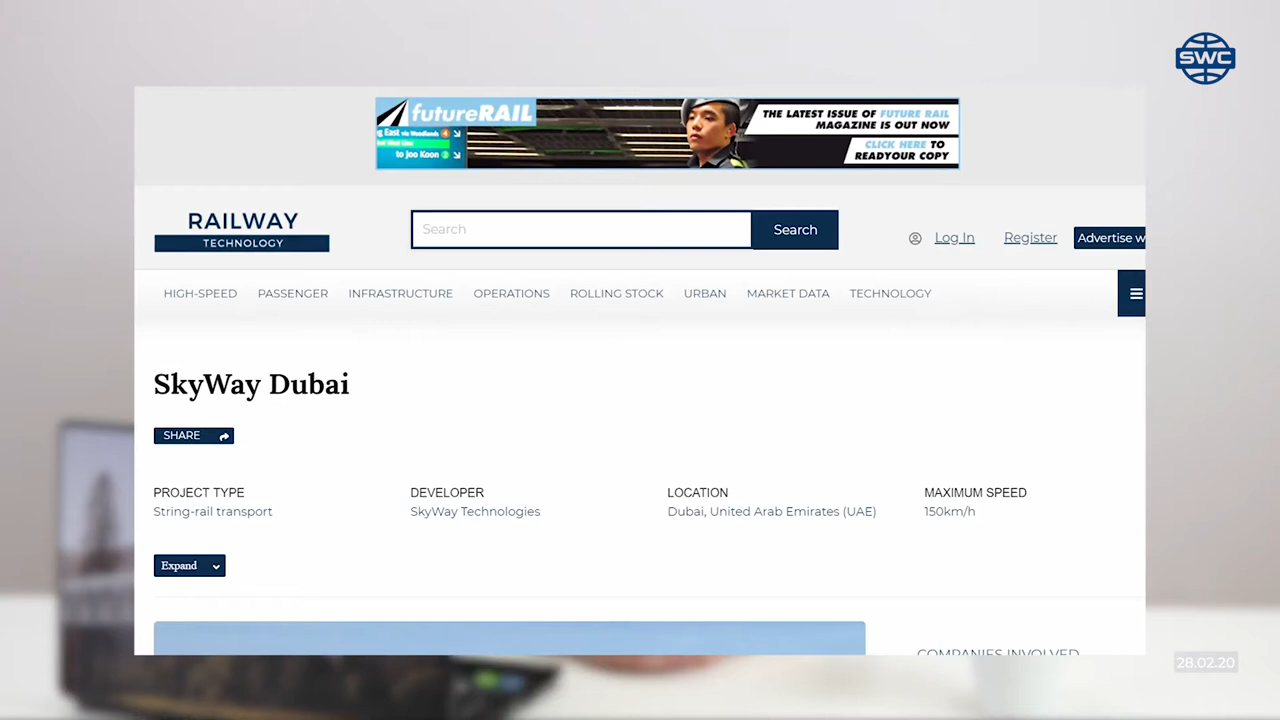 SWC
futureRAIL
g East via Woodlands 4
to Joo Koon
THE LATEST ISSUE OF FUTURE RAIL
MAGAZINE IS OUT NOW
CLICK HERE TO
READYOUR COPY
RAILWAY
TECHNOLOGY
Search
Search
Log In
Register
Advertise w
HIGH-SPEED
PASSENGER
INFRASTRUCTURE
OPERATIONS
ROLLING STOCK
URBAN
MARKET DATA
TECHNOLOGY
SkyWay Dubai
SHARE
PROJECT TYPE
String-rail transport
DEVELOPER
SkyWay Technologies
LOCATION
Dubai, United Arab Emirates (UAE)
MAXIMUM SPEED
150km/h
Expand
COMPANIES INVOLVED
28.02.20